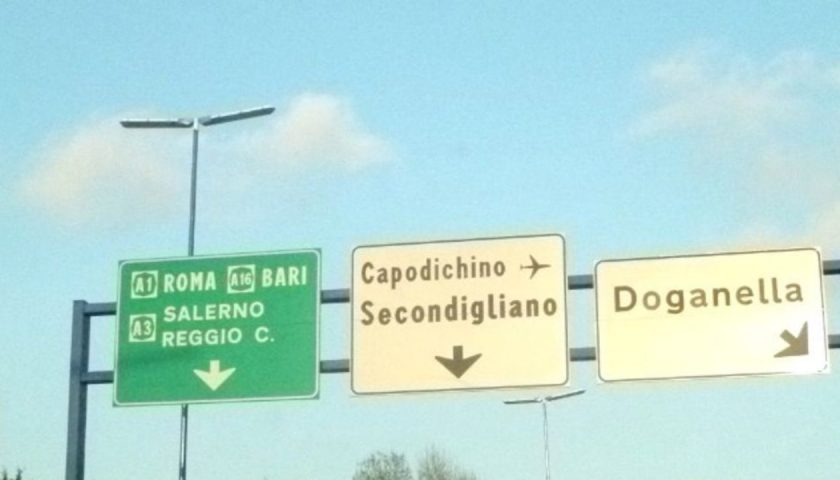 A1 ROMA A16 BARI
A3 SALERNO
REGGIO C.
Capodichino
Secondigliano
Doganella